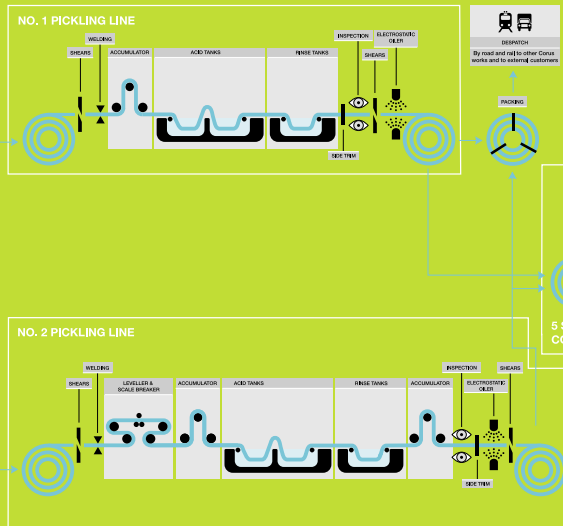 NO. 1 PICKLING LINE
SHEARS
WELDING
ACCUMULATOR
ACID TANKS
RINSE TANKS
INSPECTION
ELECTROSTATIC
OILER
SHEARS
SIDE TRIM
DESPATCH
By road and rail to other Corus
works and to external customers
PACKING
5 S
CO
NO. 2 PICKLING LINE
SHEARS
WELDING
LEVELLER &
SCALE BREAKER
ACCUMULATOR
ACID TANKS
RINSE TANKS
ACCUMULATOR
INSPECTION
ELECTROSTATIC
OILER
SHEARS
SIDE TRIM